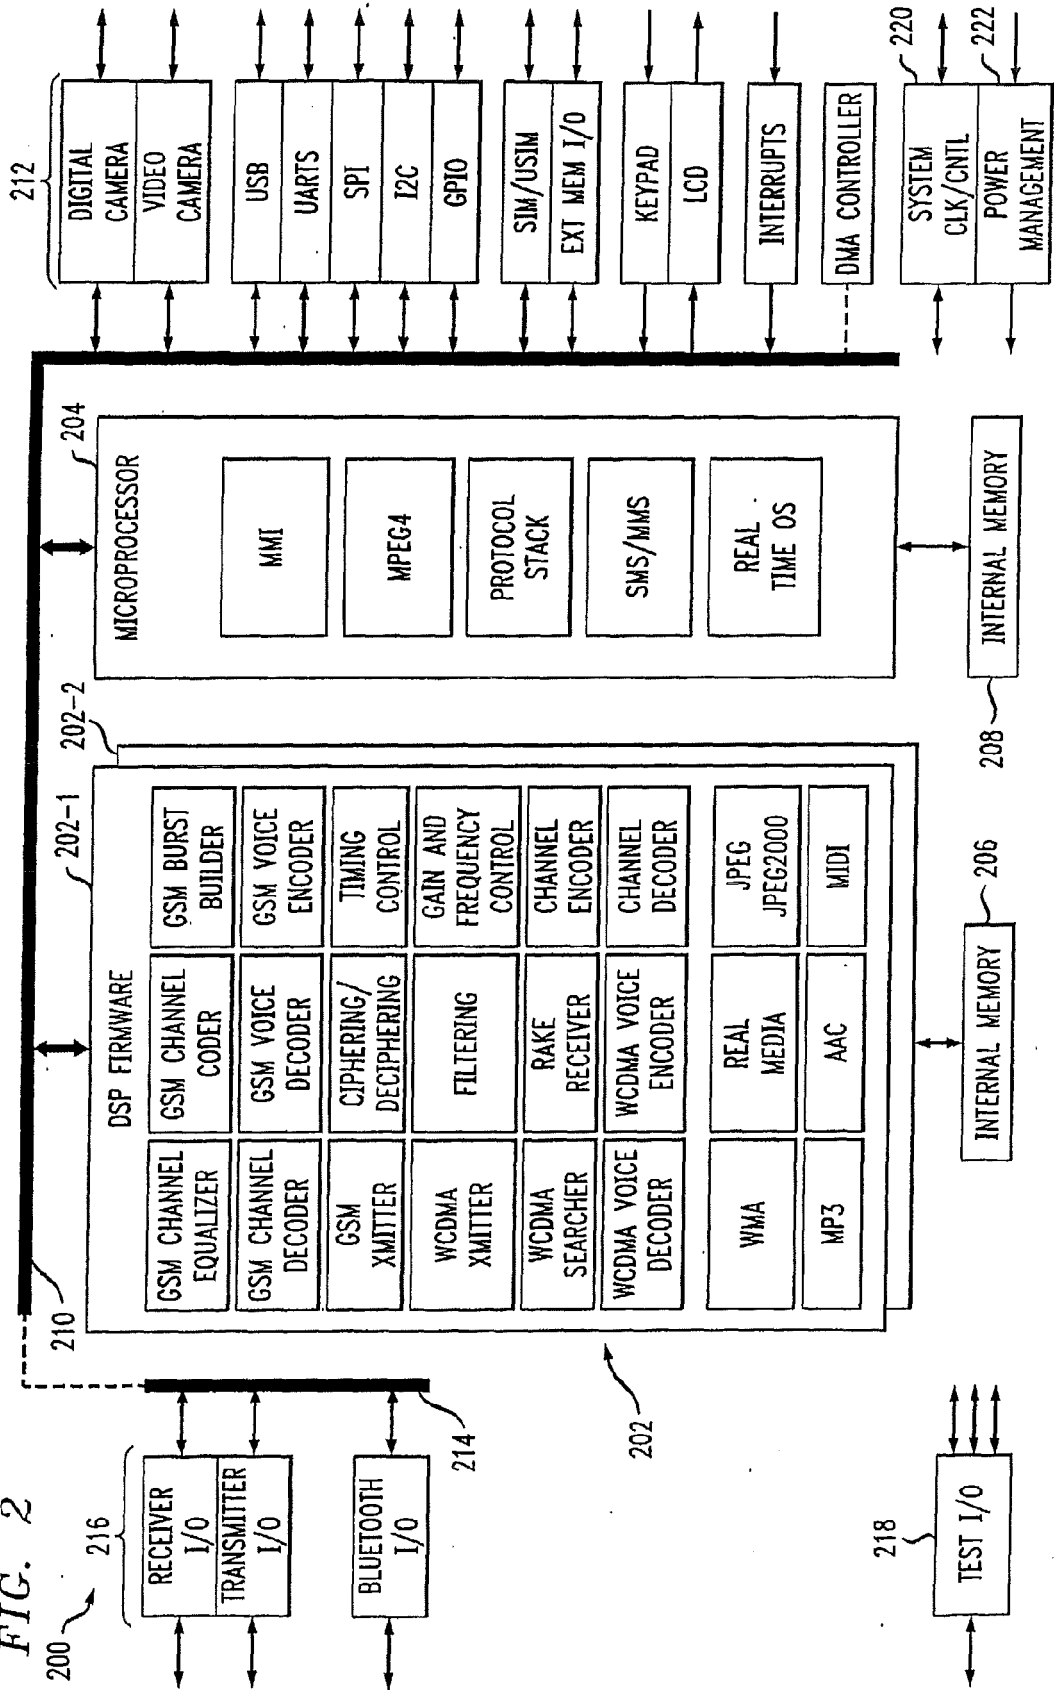 FIG. 2
200
216
RECEIVER
I/O
TRANSMITTER
I/O
BLUETOOTH
I/O
214
218
TEST I/O
210
202-1
202-2
202
DSP FIRMWARE
GSM CHANNEL
EQUALIZER
GSM CHANNEL
CODER
GSM BURST
BUILDER
GSM CHANNEL
DECODER
GSM VOICE
DECODER
GSM VOICE
ENCODER
GSM
XMITTER
CIPHERING/
DECIPHERING
TIMING
CONTROL
WCDMA
XMITTER
FILTERING
GAIN AND
FREQUENCY
CONTROL
WCDMA
SEARCHER
RAKE
RECEIVER
CHANNEL
ENCODER
WCDMA VOICE
DECODER
WCDMA VOICE
ENCODER
CHANNEL
DECODER
WMA
REAL
MEDIA
JPEG
JPEG2000
MP3
AAC
MIDI
INTERNAL MEMORY
206
204
MICROPROCESSOR
MMI
MPEG4
PROTOCOL
STACK
SMS/MMS
REAL
TIME OS
INTERNAL MEMORY
208
212
DIGITAL
CAMERA
VIDEO
CAMERA
USB
UARTS
SPI
I2C
GPIO
SIM/USIM
EXT MEM I/O
KEYPAD
LCD
INTERRUPTS
DMA CONTROLLER
SYSTEM
CLK/CNTL
220
POWER
MANAGEMENT
222